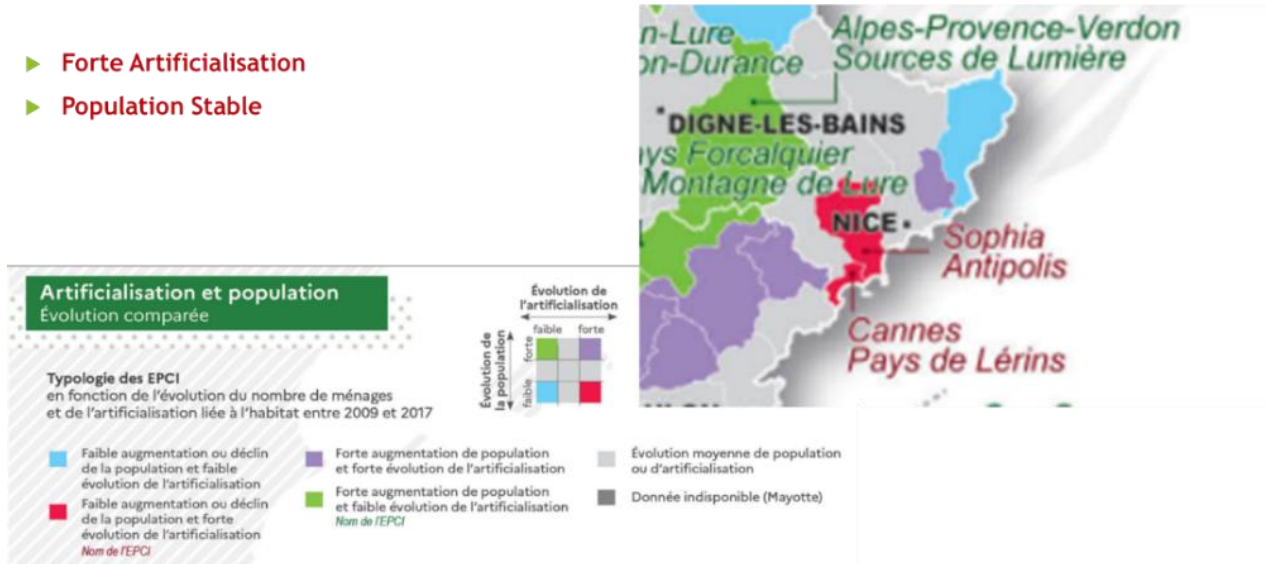 Forte Artificialisation
Population Stable
n-Lure
on-Durance
Alpes-Provence-Verdon
Sources de Lumière
DIGNE-LES-BAINS
ays Forcalquier
Montagne de Lure
NICE
Sophia
Antipolis
Cannes
Pays de Lérins
Artificialisation et population
Évolution comparée
Évolution de
l'artificialisation
faible forte
Évolution de
la population
forte
faible
Typologie des EPCI
en fonction de l'évolution du nombre de ménages
et de l'artificialisation liée à l'habitat entre 2009 et 2017
Faible augmentation ou déclin
de la population et faible
évolution de l'artificialisation
Faible augmentation ou déclin
de la population et forte
évolution de l'artificialisation
Nom de l'EPCI
Forte augmentation de population
et forte évolution de l'artificialisation
Forte augmentation de population
et faible évolution de l'artificialisation
Nom de l'EPCI
Évolution moyenne de population
ou d'artificialisation
Donnée indisponible (Mayotte)